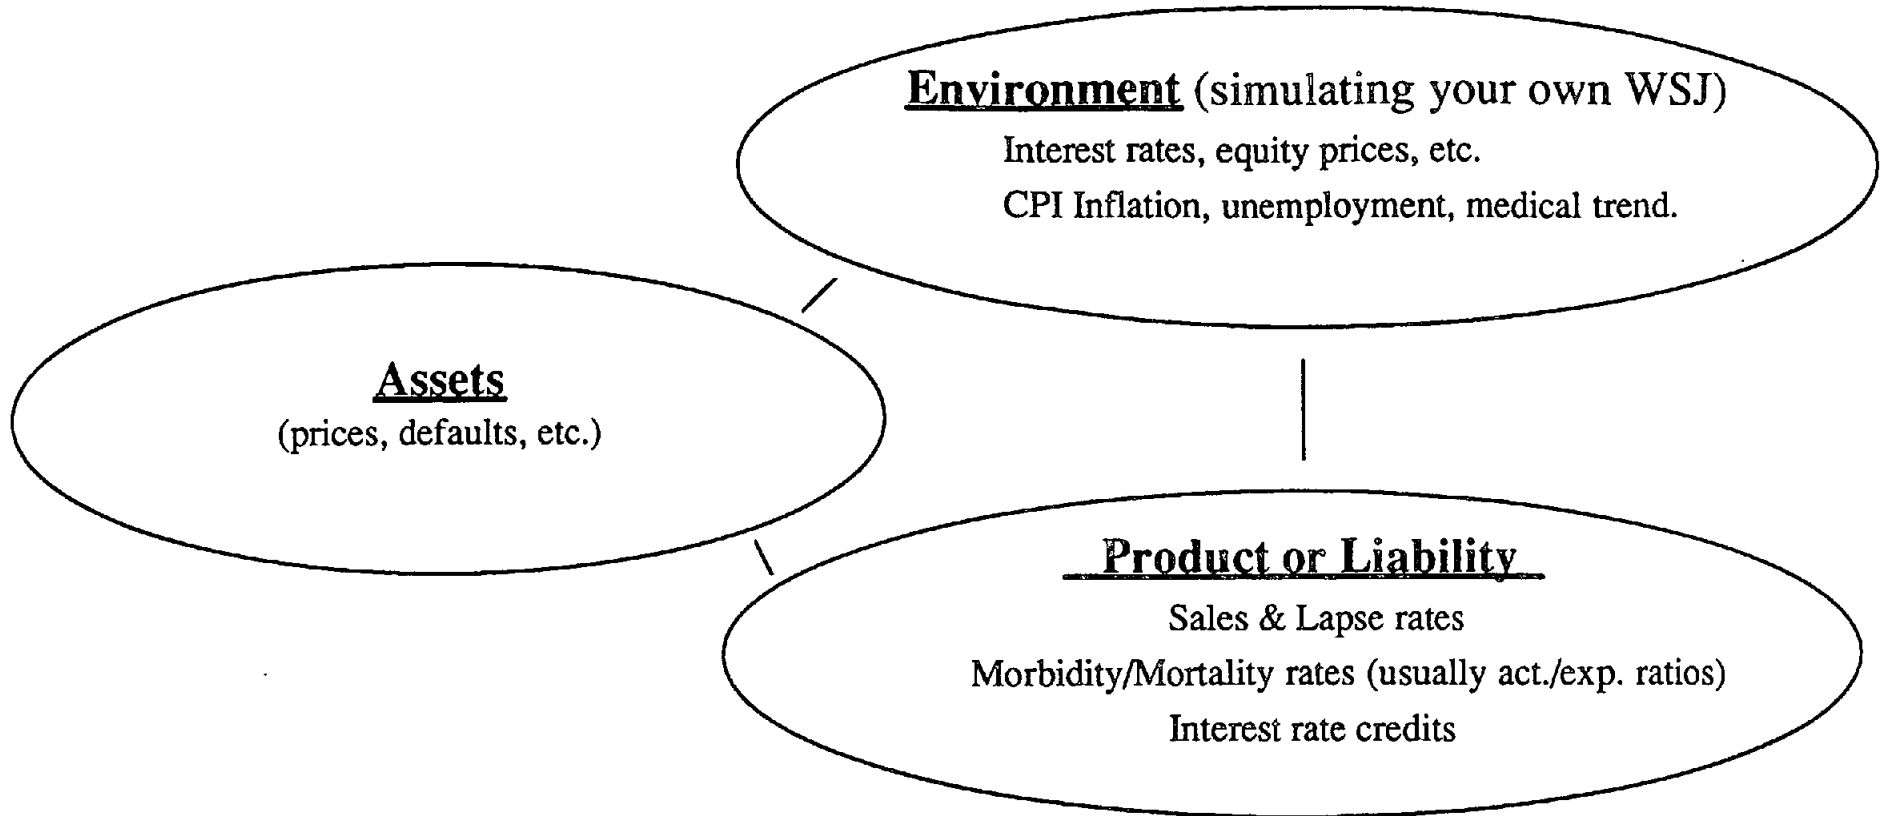 Environment (simulating your own WSJ)
Interest rates, equity prices, etc.
CPI Inflation, unemployment, medical trend.
Assets
(prices, defaults, etc.)
Product or Liability
Sales & Lapse rates
Morbidity/Mortality rates (usually act./exp. ratios)
Interest rate credits